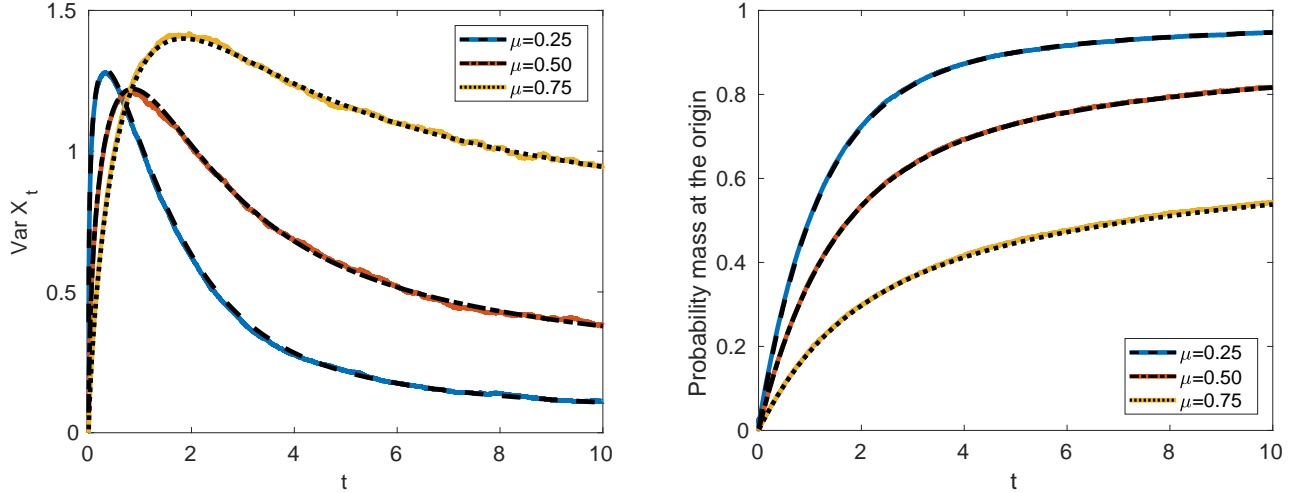 1.5
1
0.5
0
0 2 4 6 8 10
t
Var X_t
μ=0.25
μ=0.50
μ=0.75
1
0.8
0.6
0.4
0.2
0
0 2 4 6 8 10
t
Probability mass at the origin
μ=0.25
μ=0.50
μ=0.75